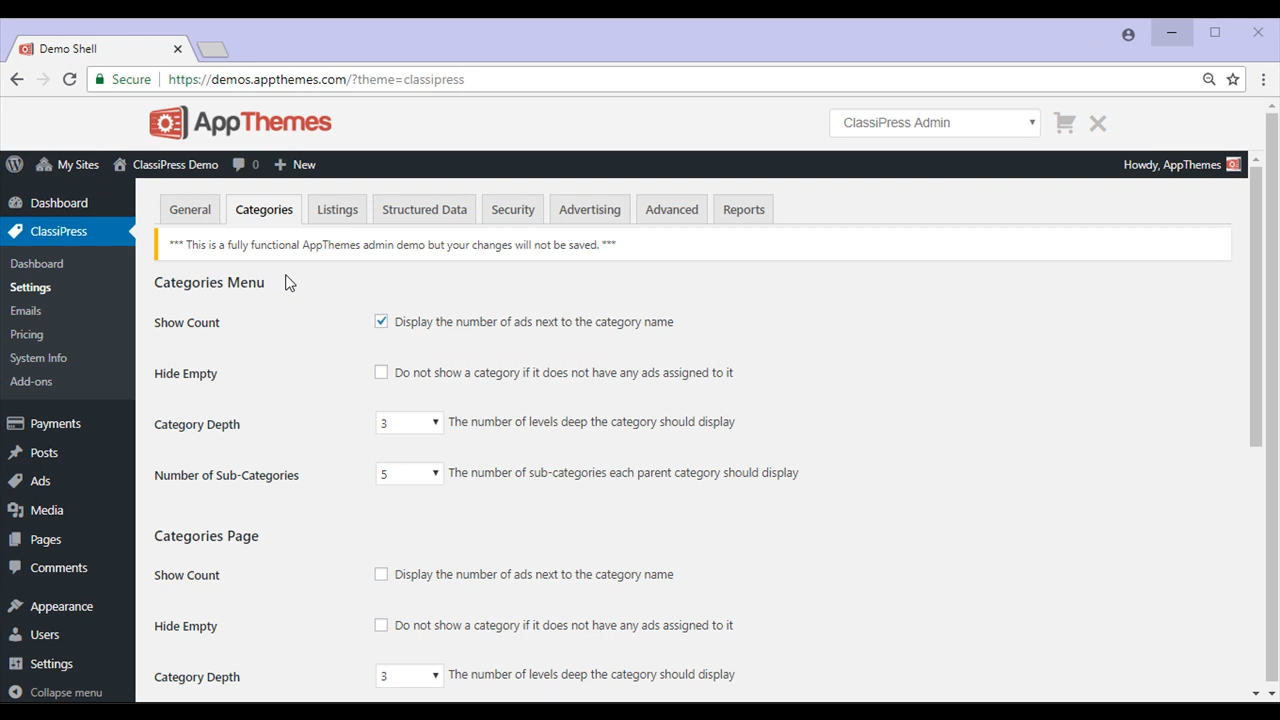 Demo Shell
Secure https://demos.appthemes.com/?theme=classipress
AppThemes
ClassiPress Admin
My Sites ClassiPress Demo 0 New Howdy, AppThemes
Dashboard
ClassiPress
Dashboard
Settings
Emails
Pricing
System Info
Add-ons
Payments
Posts
Ads
Media
Pages
Comments
Appearance
Users
Settings
Collapse menu
General Categories Listings Structured Data Security Advertising Advanced Reports
*** This is a fully functional AppThemes admin demo but your changes will not be saved. ***
Categories Menu
Show Count Display the number of ads next to the category name
Hide Empty Do not show a category if it does not have any ads assigned to it
Category Depth 3 The number of levels deep the category should display
Number of Sub-Categories 5 The number of sub-categories each parent category should display
Categories Page
Show Count Display the number of ads next to the category name
Hide Empty Do not show a category if it does not have any ads assigned to it
Category Depth 3 The number of levels deep the category should display